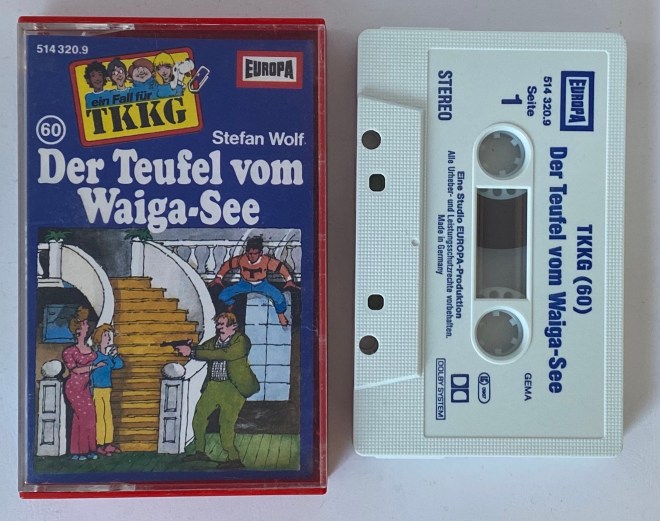 514 320.9
EUROPA
ein Fall für
TKKG
60
Stefan Wolf
Der Teufel vom
Waiga-See
T
EUROPA
514 320.9
Seite
1
STEREO
TKKG (60)
Der Teufel vom Waiga-See
Eine Studio EUROPA-Produktion
Alle Urheber- und Leistungsschutzrechte vorbehalten.
Made in Germany
GEMA
DOLBY SYSTEM